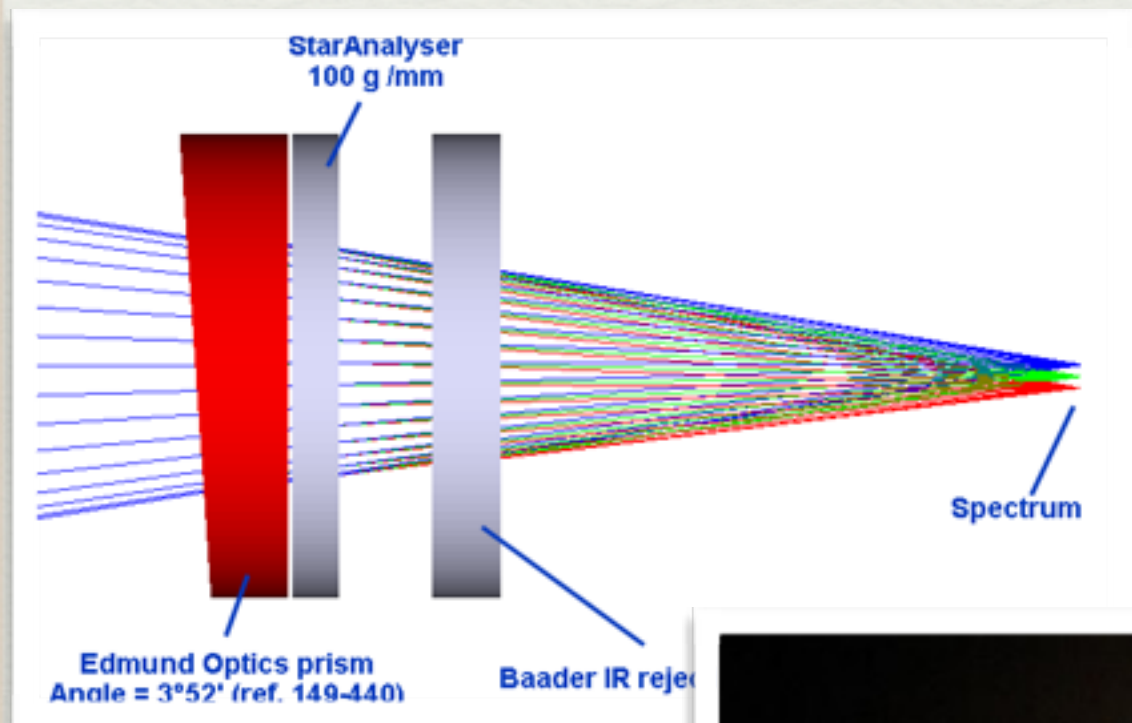 StarAnalyser
100 g /mm
Spectrum
Edmund Optics prism
Angle = 3°52' (ref. 149-440)
Baader IR rejec